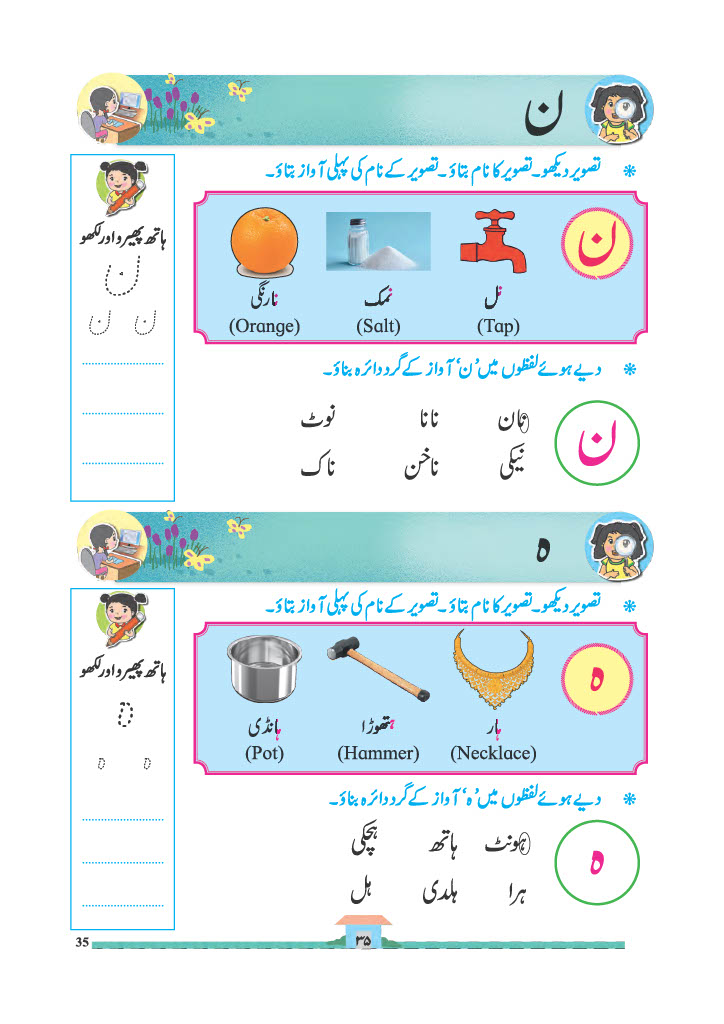 ن
تصویر دیکھو۔ تصویر کا نام بتاؤ۔ تصویر کے نام کی پہلی آواز بتاؤ۔
ن
نل نمک نارنگی
(Tap) (Salt) (Orange)
ہاتھ پھیرو اور لکھو
ن
ن ن
دیے ہوئے لفظوں میں ’ن‘ آواز کے گرد دائرہ بناؤ۔
ن
نان نانا نوٹ
نیکی ناخن ناک
ہ
تصویر دیکھو۔ تصویر کا نام بتاؤ۔ تصویر کے نام کی پہلی آواز بتاؤ۔
ہ
ہار ہتھوڑا ہانڈی
(Necklace) (Hammer) (Pot)
ہاتھ پھیرو اور لکھو
ہ
ہ ہ
دیے ہوئے لفظوں میں ’ہ‘ آواز کے گرد دائرہ بناؤ۔
ہ
ہونٹ ہاتھ ہچکی
ہرا ہلدی ہل
35
۳۵